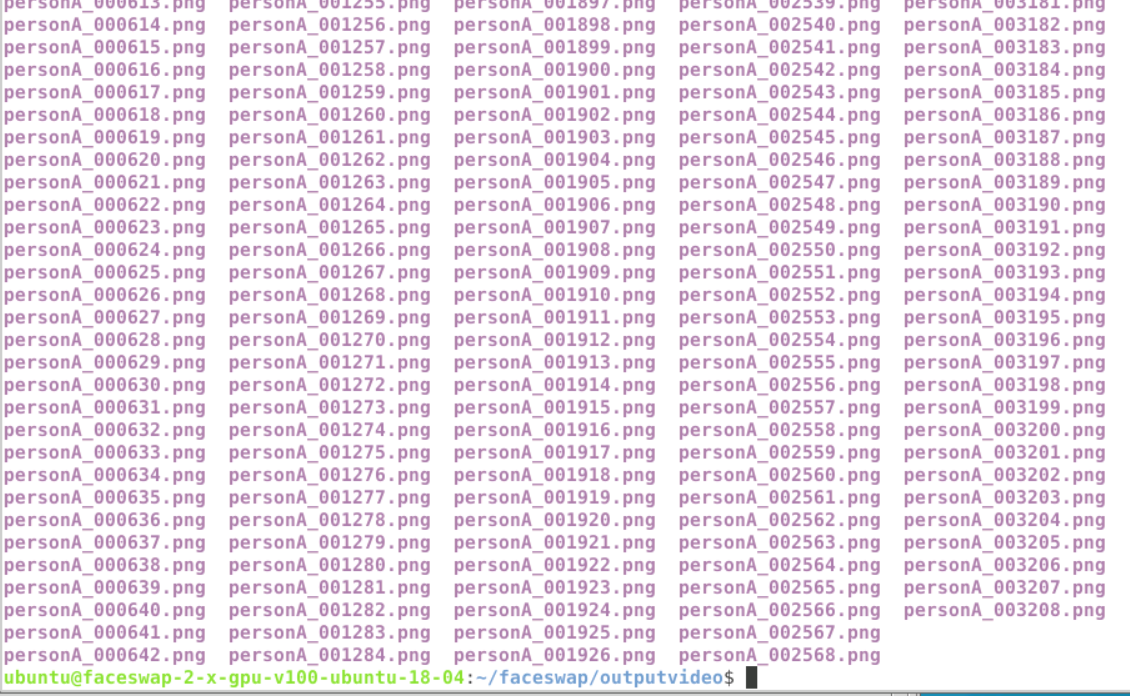 personA_000613.png personA_001255.png personA_001897.png personA_002539.png personA_003181.png
personA_000614.png personA_001256.png personA_001898.png personA_002540.png personA_003182.png
personA_000615.png personA_001257.png personA_001899.png personA_002541.png personA_003183.png
personA_000616.png personA_001258.png personA_001900.png personA_002542.png personA_003184.png
personA_000617.png personA_001259.png personA_001901.png personA_002543.png personA_003185.png
personA_000618.png personA_001260.png personA_001902.png personA_002544.png personA_003186.png
personA_000619.png personA_001261.png personA_001903.png personA_002545.png personA_003187.png
personA_000620.png personA_001262.png personA_001904.png personA_002546.png personA_003188.png
personA_000621.png personA_001263.png personA_001905.png personA_002547.png personA_003189.png
personA_000622.png personA_001264.png personA_001906.png personA_002548.png personA_003190.png
personA_000623.png personA_001265.png personA_001907.png personA_002549.png personA_003191.png
personA_000624.png personA_001266.png personA_001908.png personA_002550.png personA_003192.png
personA_000625.png personA_001267.png personA_001909.png personA_002551.png personA_003193.png
personA_000626.png personA_001268.png personA_001910.png personA_002552.png personA_003194.png
personA_000627.png personA_001269.png personA_001911.png personA_002553.png personA_003195.png
personA_000628.png personA_001270.png personA_001912.png personA_002554.png personA_003196.png
personA_000629.png personA_001271.png personA_001913.png personA_002555.png personA_003197.png
personA_000630.png personA_001272.png personA_001914.png personA_002556.png personA_003198.png
personA_000631.png personA_001273.png personA_001915.png personA_002557.png personA_003199.png
personA_000632.png personA_001274.png personA_001916.png personA_002558.png personA_003200.png
personA_000633.png personA_001275.png personA_001917.png personA_002559.png personA_003201.png
personA_000634.png personA_001276.png personA_001918.png personA_002560.png personA_003202.png
personA_000635.png personA_001277.png personA_001919.png personA_002561.png personA_003203.png
personA_000636.png personA_001278.png personA_001920.png personA_002562.png personA_003204.png
personA_000637.png personA_001279.png personA_001921.png personA_002563.png personA_003205.png
personA_000638.png personA_001280.png personA_001922.png personA_002564.png personA_003206.png
personA_000639.png personA_001281.png personA_001923.png personA_002565.png personA_003207.png
personA_000640.png personA_001282.png personA_001924.png personA_002566.png personA_003208.png
personA_000641.png personA_001283.png personA_001925.png personA_002567.png
personA_000642.png personA_001284.png personA_001926.png personA_002568.png
ubuntu@faceswap-2-x-gpu-v100-ubuntu-18-04:~/faceswap/outputvideo$